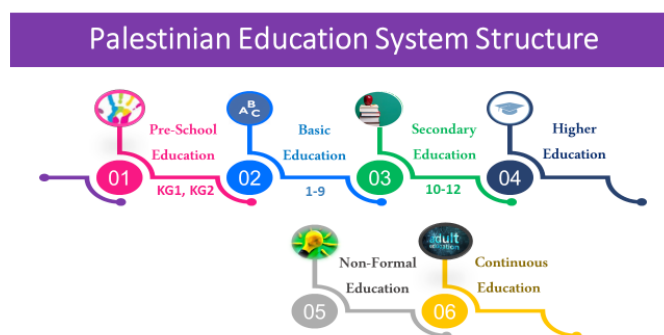 Palestinian Education System Structure
A B C
Pre-School
Education
01
KG1, KG2
Basic
Education
02
1-9
Secondary
Education
03
10-12
Higher
Education
04
Non-Formal
Education
05
adult
education
Continuous
Education
06